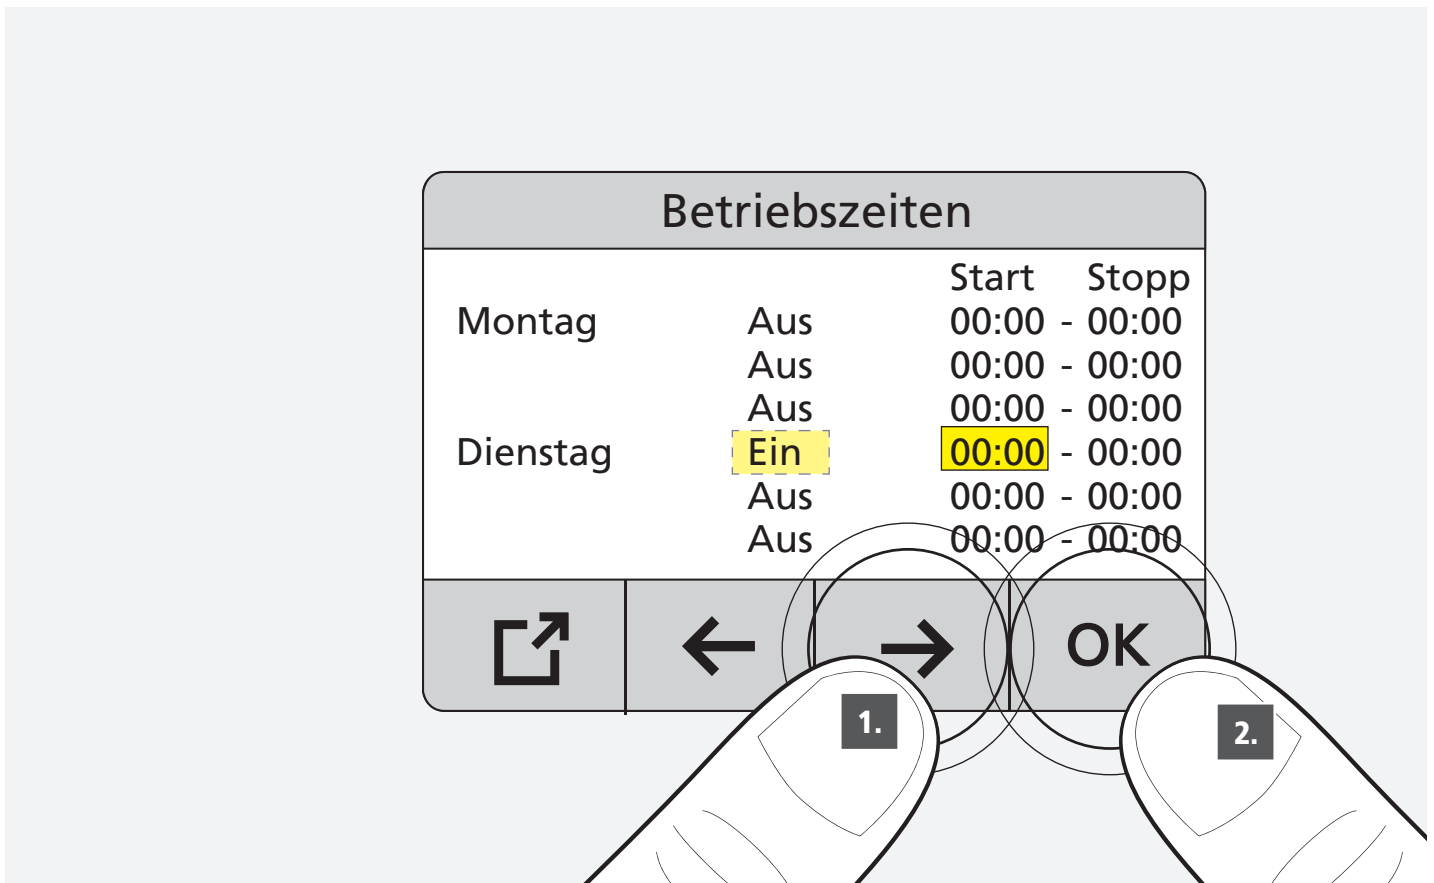 Betriebszeiten
Start Stopp
Montag Aus 00:00 - 00:00
Aus 00:00 - 00:00
Aus 00:00 - 00:00
Dienstag Ein 00:00 - 00:00
Aus 00:00 - 00:00
Aus 00:00 - 00:00
OK
1.
2.